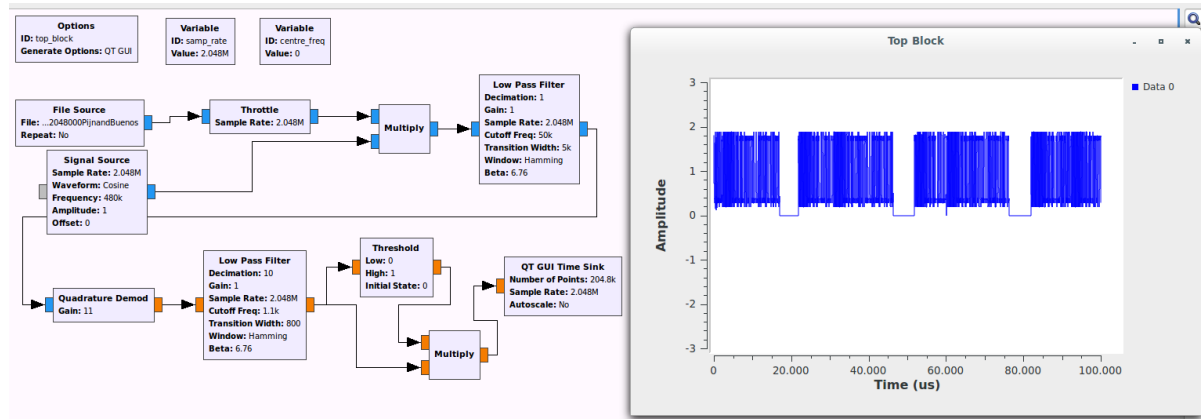 Options
ID: top_block
Generate Options: QT GUI
Variable
ID: samp_rate
Value: 2.048M
Variable
ID: centre_freq
Value: 0
File Source
File: ...2048000PijnandBuenos
Repeat: No
Throttle
Sample Rate: 2.048M
Multiply
Low Pass Filter
Decimation: 1
Gain: 1
Sample Rate: 2.048M
Cutoff Freq: 50k
Transition Width: 5k
Window: Hamming
Beta: 6.76
Signal Source
Sample Rate: 2.048M
Waveform: Cosine
Frequency: 480k
Amplitude: 1
Offset: 0
Quadrature Demod
Gain: 11
Low Pass Filter
Decimation: 10
Gain: 1
Sample Rate: 2.048M
Cutoff Freq: 1.1k
Transition Width: 800
Window: Hamming
Beta: 6.76
Threshold
Low: 0
High: 1
Initial State: 0
Multiply
QT GUI Time Sink
Number of Points: 204.8k
Sample Rate: 2.048M
Autoscale: No
Top Block
Data 0
Amplitude
3
2
1
0
-1
-2
-3
0 20.000 40.000 60.000 80.000 100.000
Time (us)